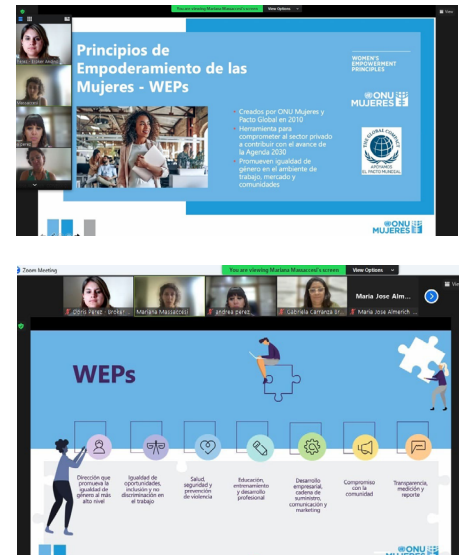 You are viewing Mariana Massaccesi's screen
View Options
View
Principios de
Empoderamiento de las
Mujeres - WEPs
WOMEN'S
EMPOWERMENT
PRINCIPLES
ONU
MUJERES
• Creados por ONU Mujeres y
Pacto Global en 2010
• Herramienta para
comprometer al sector privado
a contribuir con el avance de
la Agenda 2030
• Promueven igualdad de
género en el ambiente de
trabajo, mercado y
comunidades
THE GLOBAL COMPACT
APOYAMOS
EL PACTO MUNDIAL
ONU
MUJERES
Zoom Meeting
You are viewing Mariana Massaccesi's screen
View Options
Maria Jose Alm...
Mariana Massaccesi
andrea perez
Gabriela Carranza
Maria Jose Almerich
WEPs
Dirección que
promueva la
igualdad de
género al más
alto nivel
Igualdad de
oportunidades,
inclusión y no
discriminación en
el trabajo
Salud,
seguridad y
prevención
de violencia
Educación,
entrenamiento
y desarrollo
profesional
Desarrollo
empresarial,
cadena de
suministro,
comunicación y
marketing
Compromiso
con la
comunidad
Transparencia,
medición y
reporte
ONU